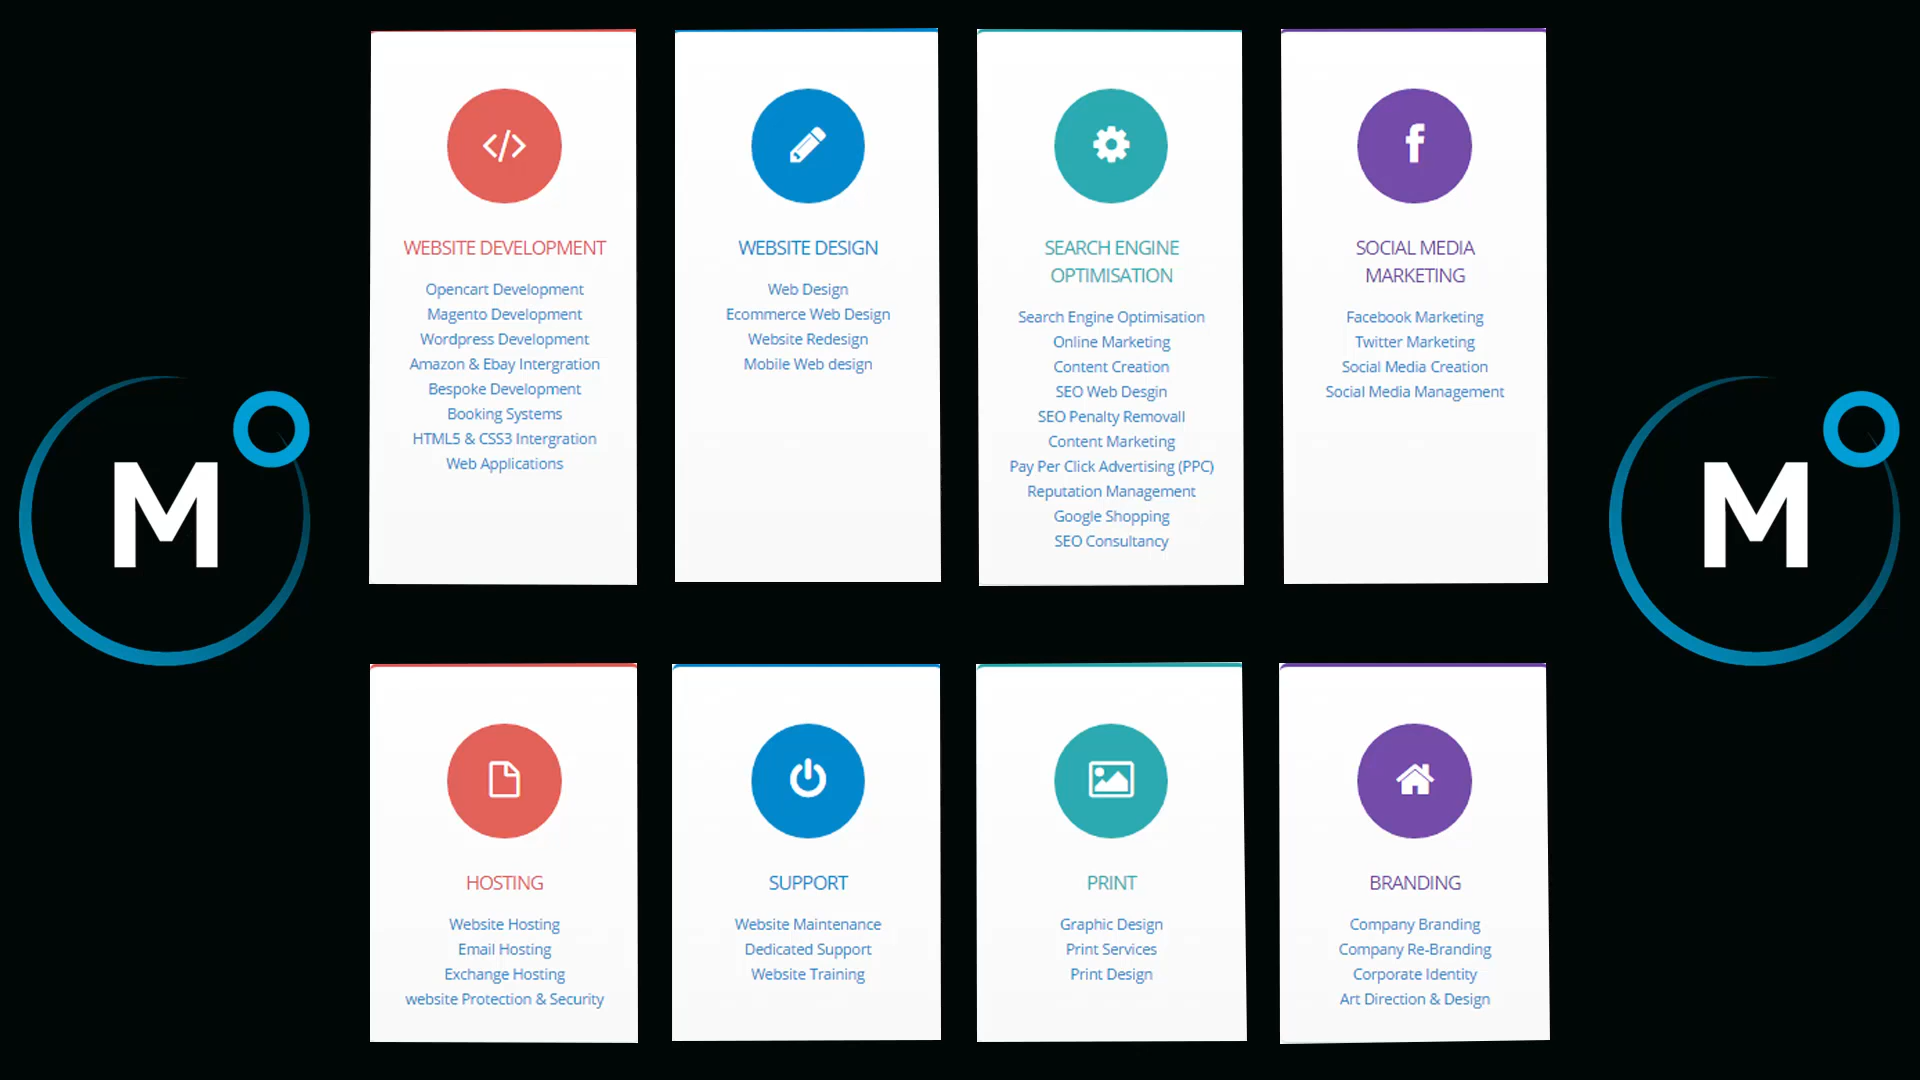 M
WEBSITE DEVELOPMENT
Opencart Development
Magento Development
Wordpress Development
Amazon & Ebay Intergration
Bespoke Development
Booking Systems
HTML5 & CSS3 Intergration
Web Applications
WEBSITE DESIGN
Web Design
Ecommerce Web Design
Website Redesign
Mobile Web design
SEARCH ENGINE
OPTIMISATION
Search Engine Optimisation
Online Marketing
Content Creation
SEO Web Desgin
SEO Penalty Removall
Content Marketing
Pay Per Click Advertising (PPC)
Reputation Management
Google Shopping
SEO Consultancy
SOCIAL MEDIA
MARKETING
Facebook Marketing
Twitter Marketing
Social Media Creation
Social Media Management
M
HOSTING
Website Hosting
Email Hosting
Exchange Hosting
website Protection & Security
SUPPORT
Website Maintenance
Dedicated Support
Website Training
PRINT
Graphic Design
Print Services
Print Design
BRANDING
Company Branding
Company Re-Branding
Corporate Identity
Art Direction & Design